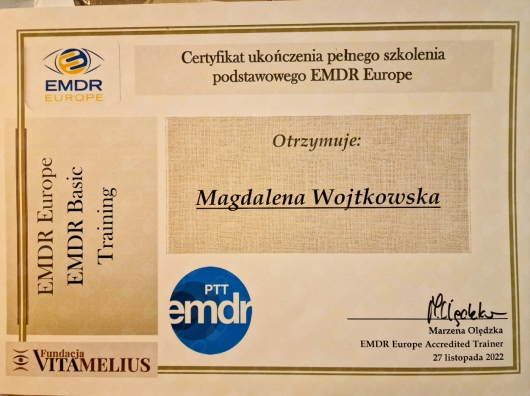 EMDR
EUROPE
Certyfikat ukończenia pełnego szkolenia
podstawowego EMDR Europe
EMDR Europe
EMDR Basic
Training
Otrzymuje:
Magdalena Wojtkowska
PTT
emdr
Fundacja
VITAMELIUS
M. Olędzka
Marzena Olędzka
EMDR Europe Accredited Trainer
27 listopada 2022